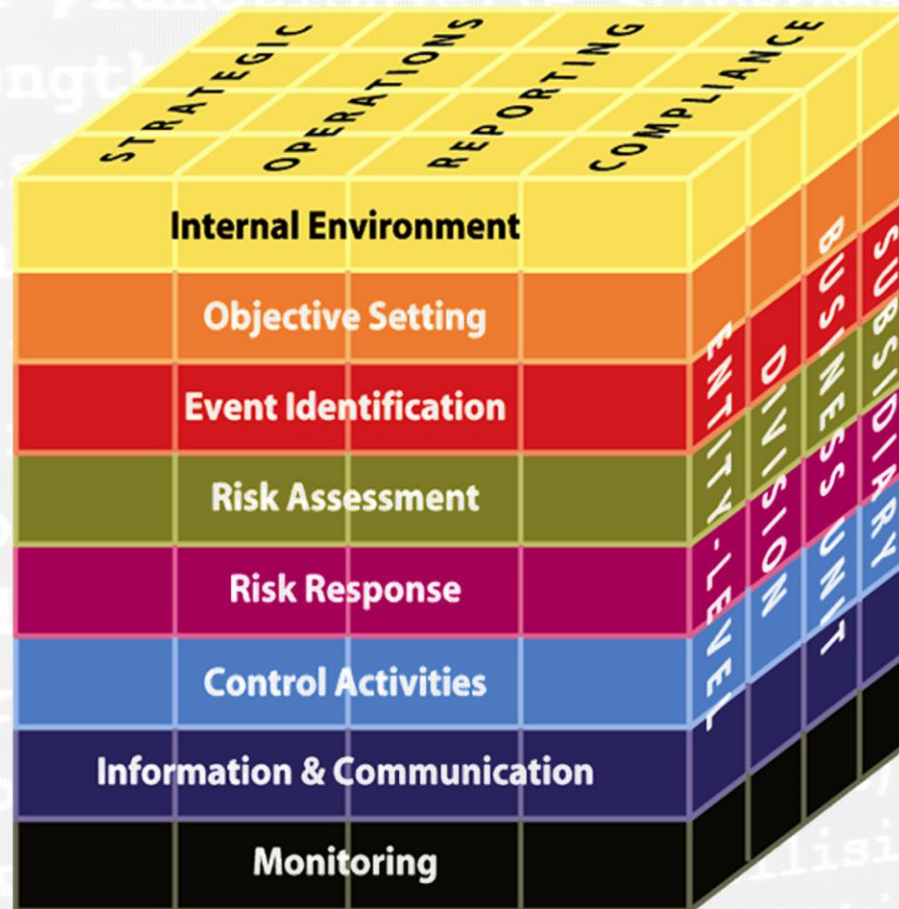 STRATEGIC
OPERATIONS
REPORTING
COMPLIANCE
Internal Environment
Objective Setting
Event Identification
Risk Assessment
Risk Response
Control Activities
Information & Communication
Monitoring
ENTITY-LEVEL
DIVISION
BUSINESS UNIT
SUBSIDIARY